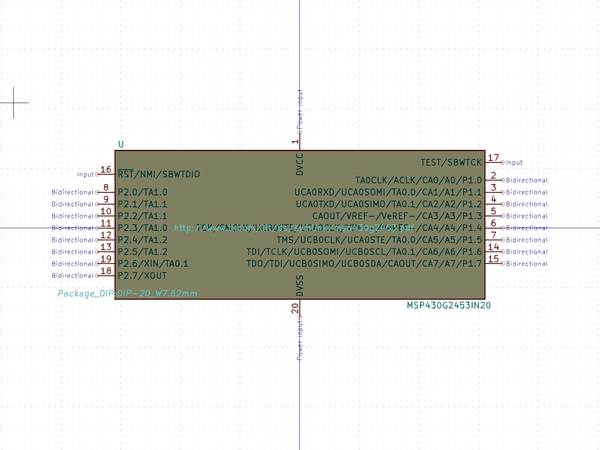 Power input
1
U
DVCC
17
TEST/SBWTCK
Input
Input
16
RST/NMI/SBWTDIO
TA0CLK/ACLK/CA0/A0/P1.0
2
Bidirectional
Bidirectional
8
P2.0/TA1.0
UCA0RXD/UCA0SOMI/TA0.0/CA1/A1/P1.1
3
Bidirectional
Bidirectional
9
P2.1/TA1.1
UCA0TXD/UCA0SIMO/TA0.1/CA2/A2/P1.2
4
Bidirectional
Bidirectional
10
P2.2/TA1.1
CAOUT/VREF-/VeREF-/CA3/A3/P1.3
5
Bidirectional
Bidirectional
11
P2.3/TA1.0
/CA4/A4/P1.4
6
Bidirectional
Bidirectional
12
P2.4/TA1.2
TMS/UCB0CLK/UCA0STE/TA0.0/CA5/A5/P1.5
7
Bidirectional
Bidirectional
13
P2.5/TA1.2
TDI/TCLK/UCB0SOMI/UCB0SCL/TA0.1/CA6/A6/P1.6
14
Bidirectional
Bidirectional
19
P2.6/XIN/TA0.1
TDO/TDI/UCB0SIMO/UCB0SDA/CAOUT/CA7/A7/P1.7
15
Bidirectional
Bidirectional
18
P2.7/XOUT
DVSS
Package_DIP:DIP-20_W7.62mm
20
MSP430G2453IN20
Power input